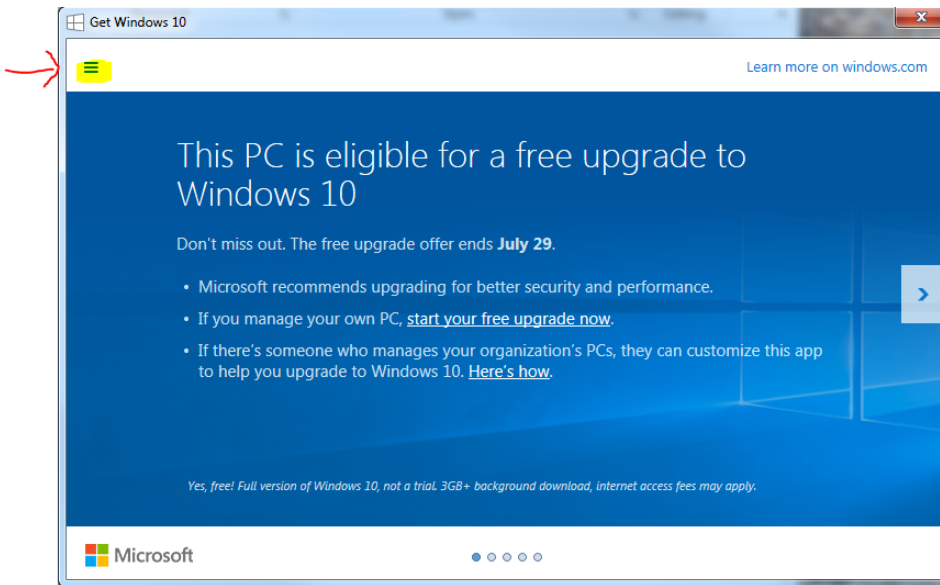 Get Windows 10
Learn more on windows.com
This PC is eligible for a free upgrade to
Windows 10
Don't miss out. The free upgrade offer ends July 29.
• Microsoft recommends upgrading for better security and performance.
• If you manage your own PC, start your free upgrade now.
• If there's someone who manages your organization's PCs, they can customize this app
to help you upgrade to Windows 10. Here's how.
Yes, free! Full version of Windows 10, not a trial. 3GB+ background download, internet access fees may apply.
Microsoft